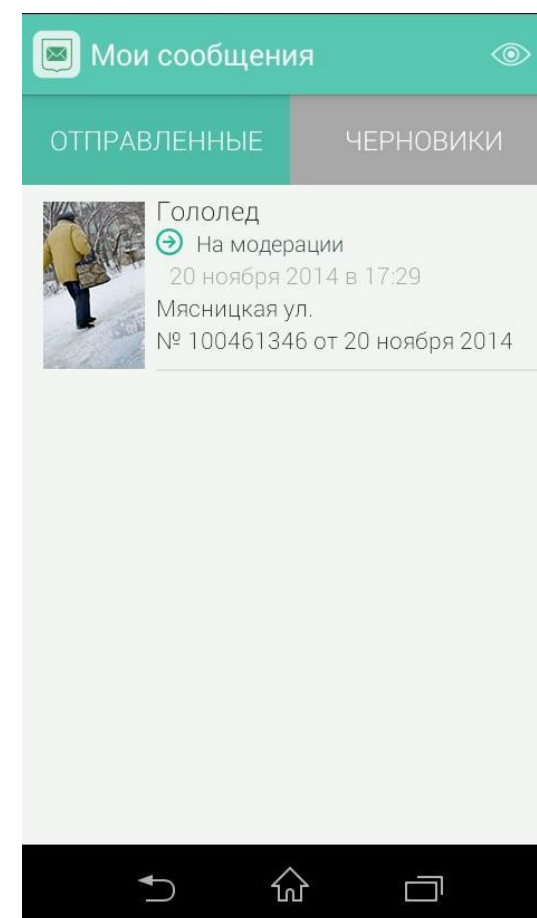 Мои сообщения
ОТПРАВЛЕННЫЕ
ЧЕРНОВИКИ
Гололед
На модерации
20 ноября 2014 в 17:29
Мясницкая ул.
№ 100461346 от 20 ноября 2014